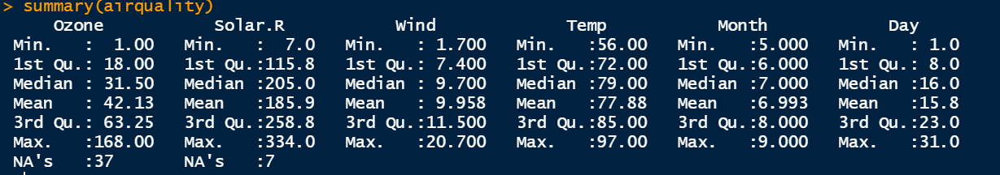 > summary(airquality)
     Ozone           Solar.R           Wind             Temp           Month            Day      
 Min.   :  1.00   Min.   :  7.0   Min.   : 1.700   Min.   :56.00   Min.   :5.000   Min.   : 1.0  
 1st Qu.: 18.00   1st Qu.:115.8   1st Qu.: 7.400   1st Qu.:72.00   1st Qu.:6.000   1st Qu.: 8.0  
 Median : 31.50   Median :205.0   Median : 9.700   Median :79.00   Median :7.000   Median :16.0  
 Mean   : 42.13   Mean   :185.9   Mean   : 9.958   Mean   :77.88   Mean   :6.993   Mean   :15.8  
 3rd Qu.: 63.25   3rd Qu.:258.8   3rd Qu.:11.500   3rd Qu.:85.00   3rd Qu.:8.000   3rd Qu.:23.0  
 Max.   :168.00   Max.   :334.0   Max.   :20.700   Max.   :97.00   Max.   :9.000   Max.   :31.0  
 NA's   :37       NA's   :7